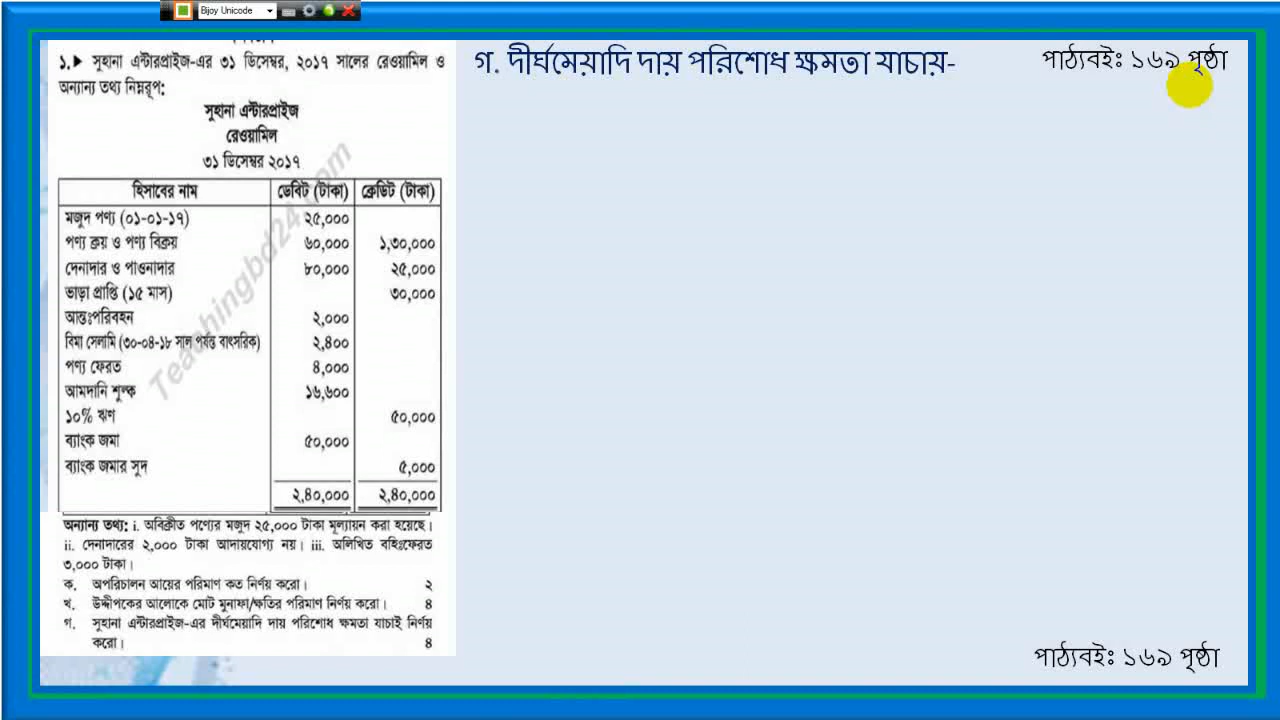 Bijoy Unicode
গ. দীর্ঘমেয়াদি দায় পরিশোধ ক্ষমতা যাচায়-
পাঠ্যবইঃ ১৬৯ পৃষ্ঠা
১.▶ সুহানা এন্টারপ্রাইজ-এর ৩১ ডিসেম্বর, ২০১৭ সালের রেওয়ামিল ও
অন্যান্য তথ্য নিম্নরূপ:
সুহানা এন্টারপ্রাইজ
রেওয়ামিল
৩১ ডিসেম্বর ২০১৭
হিসাবের নাম ডেবিট (টাকা) ক্রেডিট (টাকা)
মজুদ পণ্য (০১-০১-১৭) ২৫,০০০
পণ্য ক্রয় ও পণ্য বিক্রয় ৬০,০০০ ১,৩০,০০০
দেনাদার ও পাওনাদার ৮০,০০০ ২৫,০০০
ভাড়া প্রাপ্তি (১৫ মাস) ৩০,০০০
আন্তঃপরিবহন ২,০০০
বিমা সেলামি (৩০-০৪-১৮ সাল পর্যন্ত বাৎসরিক) ২,৪০০
পণ্য ফেরত ৪,০০০
আমদানি শুল্ক ১৬,৬০০
১০% ঋণ ৫০,০০০
ব্যাংক জমা ৫০,০০০
ব্যাংক জমার সুদ ৫,০০০
২,৪০,০০০ ২,৪০,০০০
অন্যান্য তথ্য: i. অবিক্রীত পণ্যের মজুদ ২৫,০০০ টাকা মূল্যায়ন করা হয়েছে।
ii. দেনাদারের ২,০০০ টাকা আদায়যোগ্য নয়। iii. অলিখিত বহিঃফেরত
৩,০০০ টাকা।
ক. অপরিচালন আয়ের পরিমাণ কত নির্ণয় করো। ২
খ. উদ্দীপকের আলোকে মোট মুনাফা/ক্ষতির পরিমাণ নির্ণয় করো। ৪
গ. সুহানা এন্টারপ্রাইজ-এর দীর্ঘমেয়াদি দায় পরিশোধ ক্ষমতা যাচাই নির্ণয়
করো। ৪
Teachingbd24.com
পাঠ্যবইঃ ১৬৯ পৃষ্ঠা